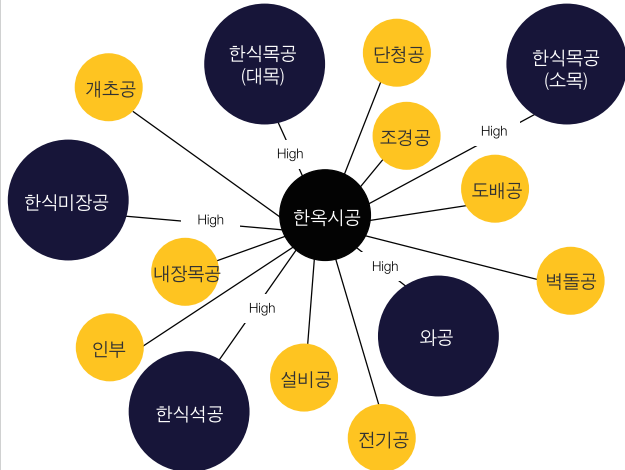 한식목공
(대목)
단청공
한식목공
(소목)
개초공
조경공
High
High
도배공
한식미장공
High
한옥시공
내장목공
High
벽돌공
High
인부
와공
설비공
한식석공
전기공